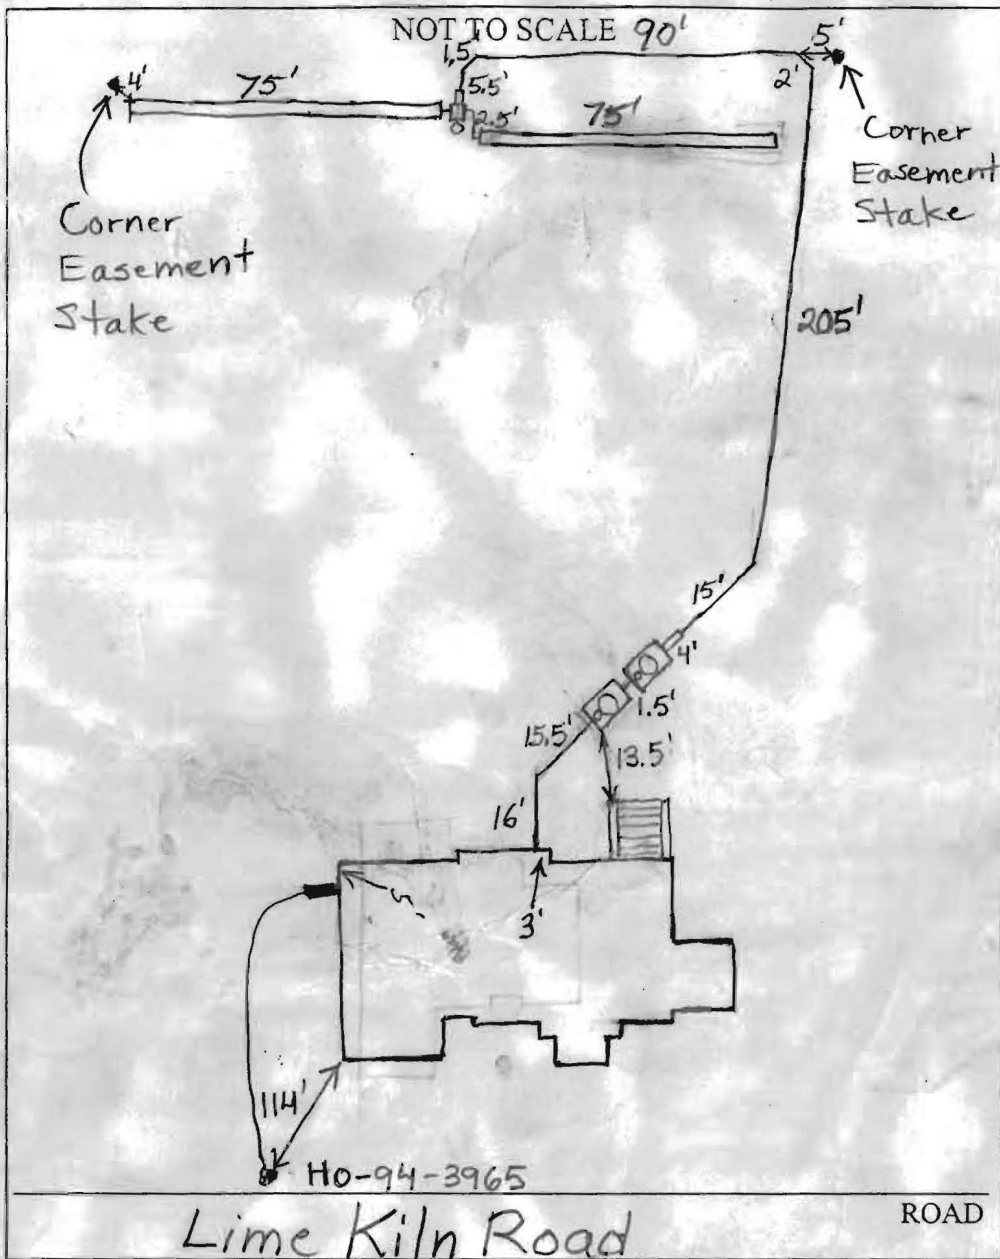 NOT TO SCALE
90'
5'
1.5'
2'
4'
75'
5.5'
2.5'
75'
Corner
Easement
Stake
Corner
Easement
Stake
205'
15'
4'
1.5'
15.5'
13.5'
16'
3'
114'
HO-94-3965
ROAD
Lime Kiln Road